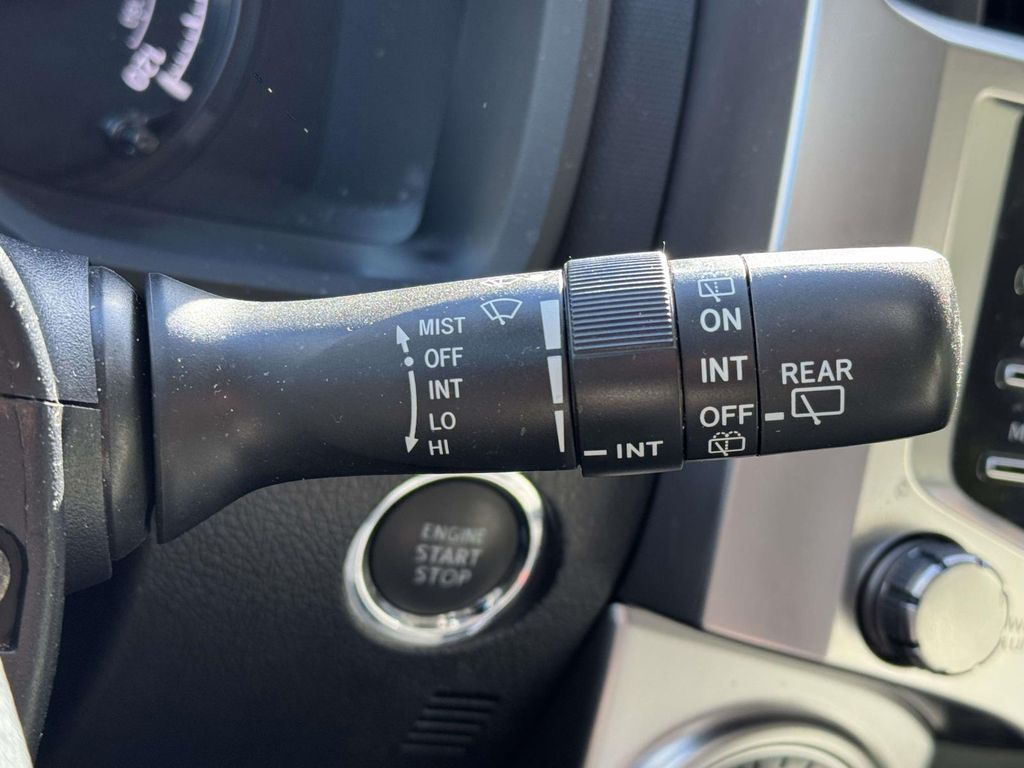 MIST
OFF
INT
LO
HI
INT
ON
INT
OFF
REAR
ENGINE
START
STOP